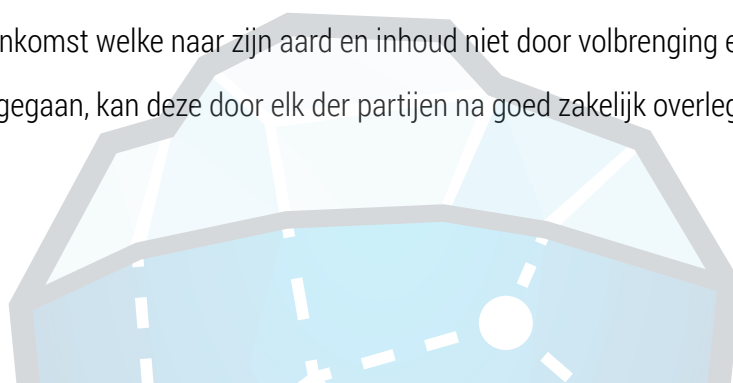 nkomst welke naar zijn aard en inhoud niet door volbrenging e
gegaan, kan deze door elk der partijen na goed zakelijk overleg